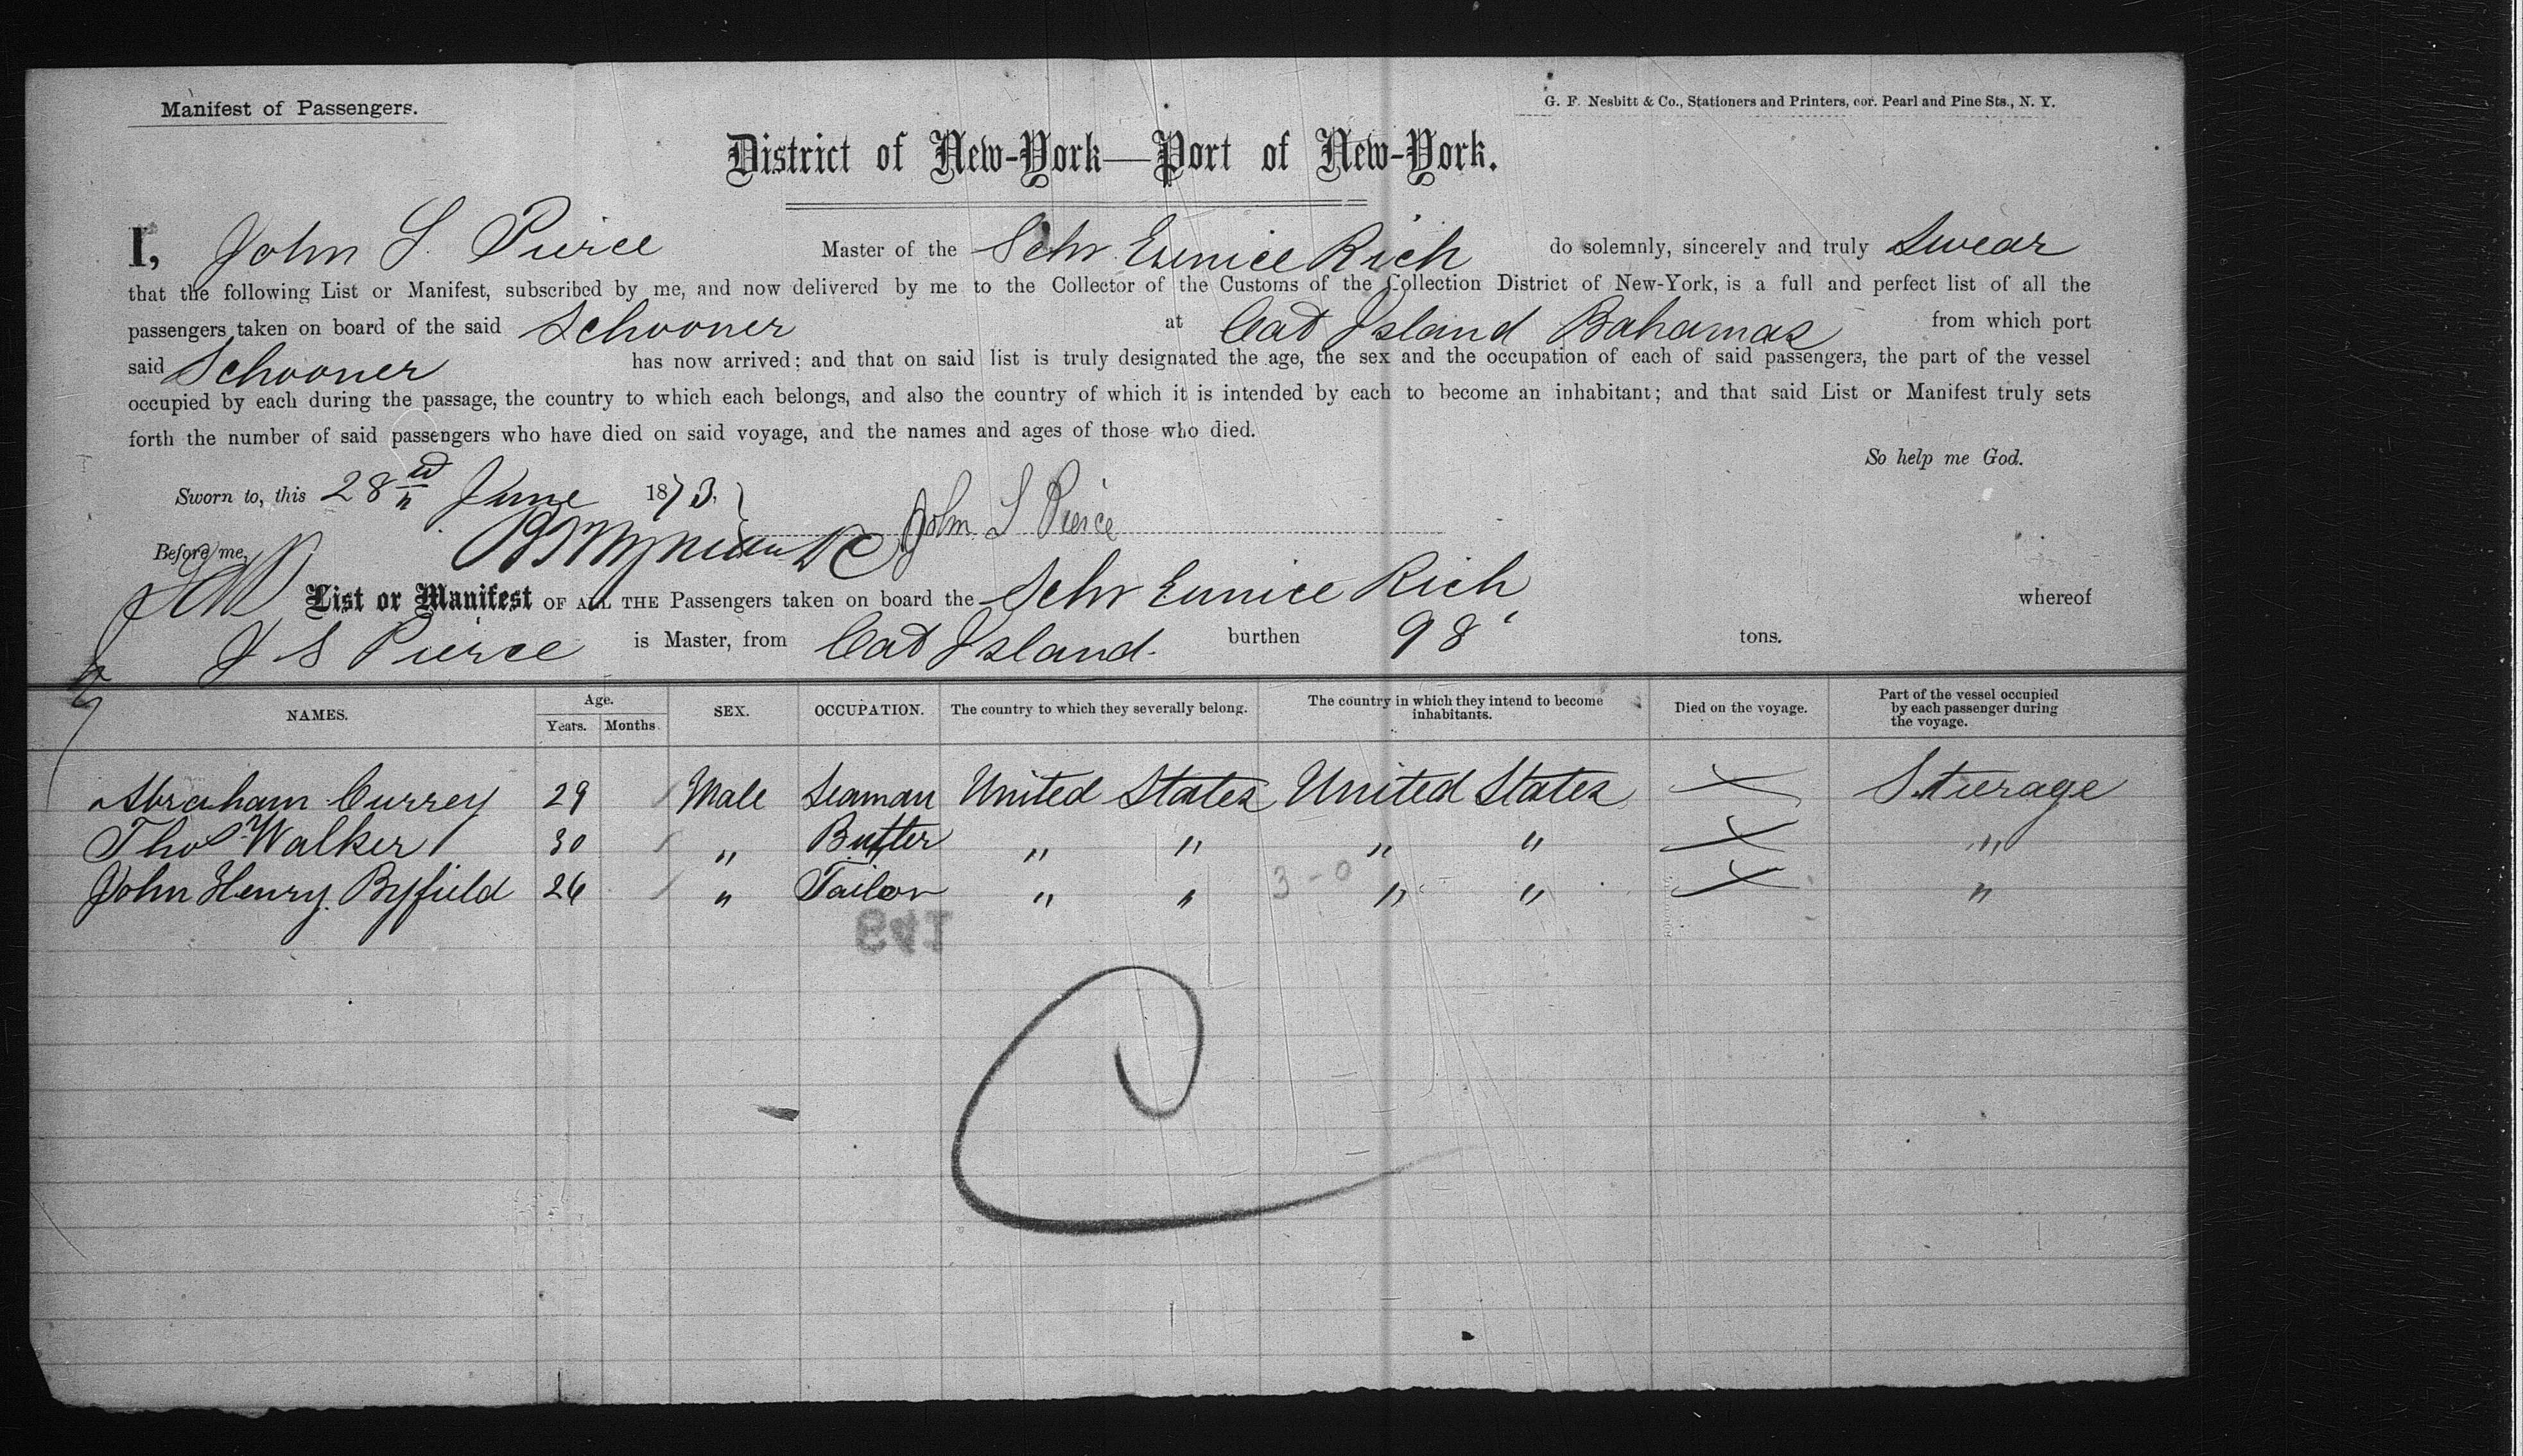 Manifest of Passengers.
G. F. Nesbitt & Co., Stationers and Printers, cor. Pearl and Pine Sts., N. Y.
District of New-York—Port of New-York.
I, John S. Pierce Master of the Schr Eunice Rich do solemnly, sincerely and truly Swear
that the following List or Manifest, subscribed by me, and now delivered by me to the Collector of the Customs of the Collection District of New-York, is a full and perfect list of all the
passengers taken on board of the said Schooner at Cat Island Bahamas from which port
said Schooner has now arrived; and that on said list is truly designated the age, the sex and the occupation of each of said passengers, the part of the vessel
occupied by each during the passage, the country to which each belongs, and also the country of which it is intended by each to become an inhabitant; and that said List or Manifest truly sets
forth the number of said passengers who have died on said voyage, and the names and ages of those who died.
So help me God.
Sworn to, this 28 June 1873, John S Pierce
Before me,
List or Manifest OF ALL THE Passengers taken on board the Schr Eunice Rich whereof
J S Pierce is Master, from Cat Island. burthen 98 tons.
NAMES. Age. Years. Months. SEX. OCCUPATION. The country to which they severally belong. The country in which they intend to become inhabitants. Died on the voyage. Part of the vessel occupied by each passenger during the voyage.
Abraham Currey 29 Male Seaman United States United States Steerage
Thos Walker 30 " Butler " " " " "
John Henry Byfield 26 " Tailor " " 3-0 " " "